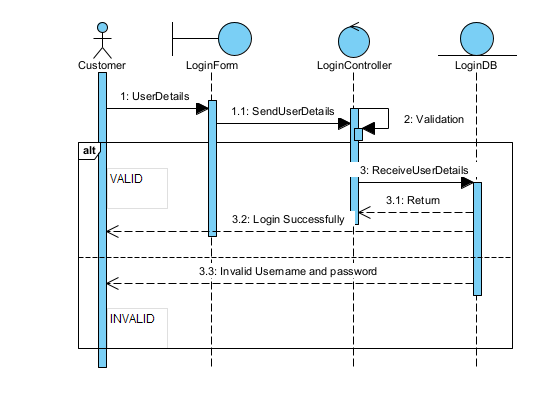 Customer
LoginForm
LoginController
LoginDB
1: UserDetails
1.1: SendUserDetails
2: Validation
alt
3: ReceiveUserDetails
VALID
3.1: Return
3.2: Login Successfully
3.3: Invalid Username and password
INVALID